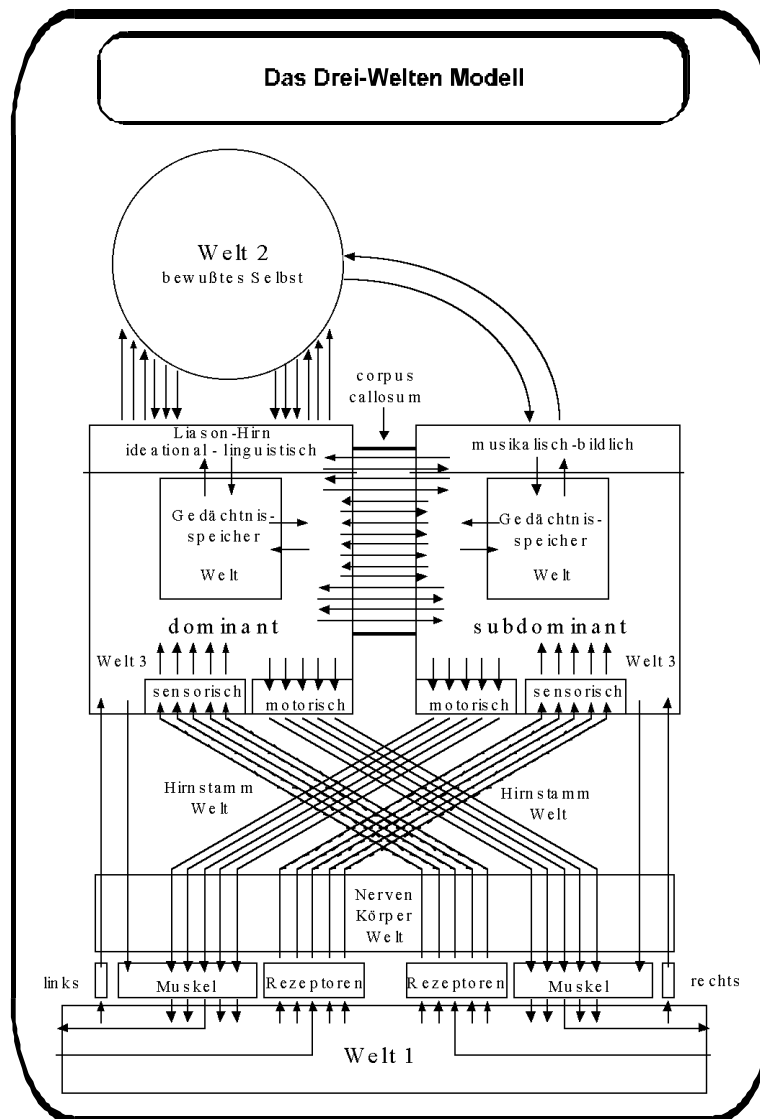 Das Drei-Welten Modell
Welt 2
bewußtes Selbst
corpus
callosum
Liason-Hirn
ideational - linguistisch
musikalisch-bildlich
Gedächtnis-
speicher
Welt
Gedächtnis-
speicher
Welt
dominant
subdominant
Welt 3
Welt 3
sensorisch
motorisch
motorisch
sensorisch
Hirnstamm
Welt
Hirnstamm
Welt
Nerven
Körper
Welt
links
Muskel
Rezeptoren
Rezeptoren
Muskel
rechts
Welt 1